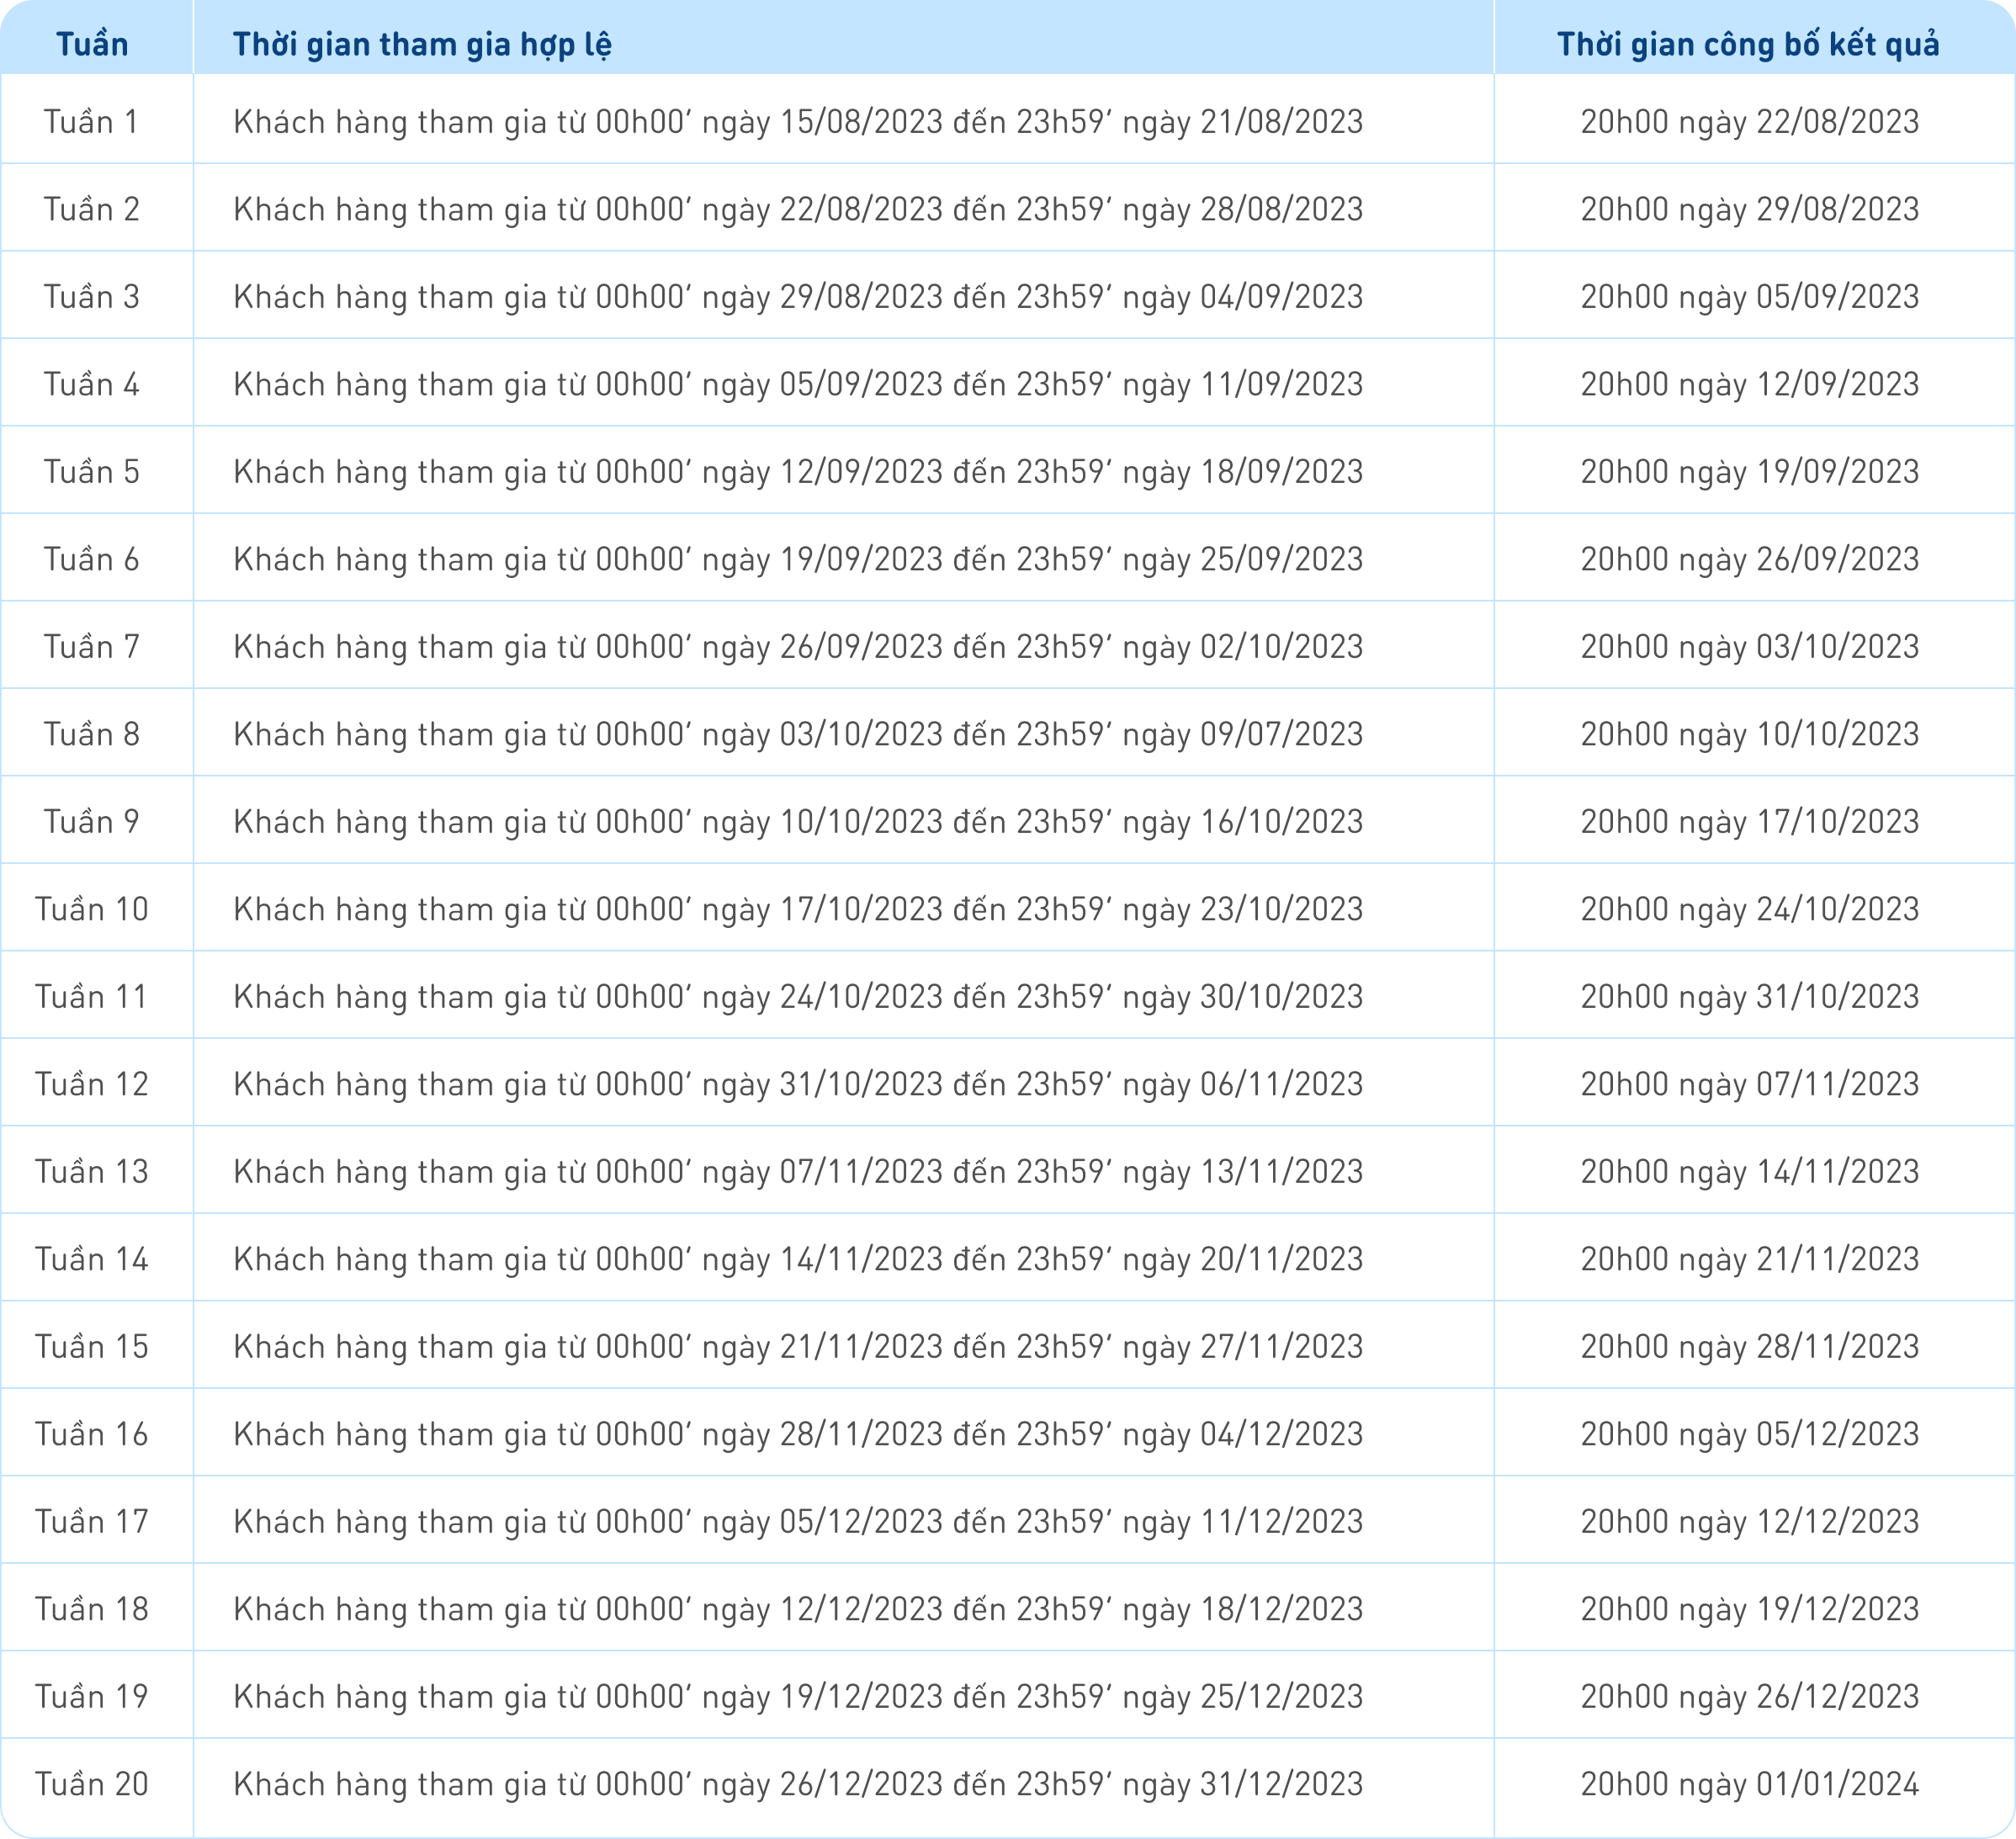 Tuần Thời gian tham gia hợp lệ Thời gian công bố kết quả
Tuần 1 Khách hàng tham gia từ 00h00’ ngày 15/08/2023 đến 23h59’ ngày 21/08/2023 20h00 ngày 22/08/2023
Tuần 2 Khách hàng tham gia từ 00h00’ ngày 22/08/2023 đến 23h59’ ngày 28/08/2023 20h00 ngày 29/08/2023
Tuần 3 Khách hàng tham gia từ 00h00’ ngày 29/08/2023 đến 23h59’ ngày 04/09/2023 20h00 ngày 05/09/2023
Tuần 4 Khách hàng tham gia từ 00h00’ ngày 05/09/2023 đến 23h59’ ngày 11/09/2023 20h00 ngày 12/09/2023
Tuần 5 Khách hàng tham gia từ 00h00’ ngày 12/09/2023 đến 23h59’ ngày 18/09/2023 20h00 ngày 19/09/2023
Tuần 6 Khách hàng tham gia từ 00h00’ ngày 19/09/2023 đến 23h59’ ngày 25/09/2023 20h00 ngày 26/09/2023
Tuần 7 Khách hàng tham gia từ 00h00’ ngày 26/09/2023 đến 23h59’ ngày 02/10/2023 20h00 ngày 03/10/2023
Tuần 8 Khách hàng tham gia từ 00h00’ ngày 03/10/2023 đến 23h59’ ngày 09/07/2023 20h00 ngày 10/10/2023
Tuần 9 Khách hàng tham gia từ 00h00’ ngày 10/10/2023 đến 23h59’ ngày 16/10/2023 20h00 ngày 17/10/2023
Tuần 10 Khách hàng tham gia từ 00h00’ ngày 17/10/2023 đến 23h59’ ngày 23/10/2023 20h00 ngày 24/10/2023
Tuần 11 Khách hàng tham gia từ 00h00’ ngày 24/10/2023 đến 23h59’ ngày 30/10/2023 20h00 ngày 31/10/2023
Tuần 12 Khách hàng tham gia từ 00h00’ ngày 31/10/2023 đến 23h59’ ngày 06/11/2023 20h00 ngày 07/11/2023
Tuần 13 Khách hàng tham gia từ 00h00’ ngày 07/11/2023 đến 23h59’ ngày 13/11/2023 20h00 ngày 14/11/2023
Tuần 14 Khách hàng tham gia từ 00h00’ ngày 14/11/2023 đến 23h59’ ngày 20/11/2023 20h00 ngày 21/11/2023
Tuần 15 Khách hàng tham gia từ 00h00’ ngày 21/11/2023 đến 23h59’ ngày 27/11/2023 20h00 ngày 28/11/2023
Tuần 16 Khách hàng tham gia từ 00h00’ ngày 28/11/2023 đến 23h59’ ngày 04/12/2023 20h00 ngày 05/12/2023
Tuần 17 Khách hàng tham gia từ 00h00’ ngày 05/12/2023 đến 23h59’ ngày 11/12/2023 20h00 ngày 12/12/2023
Tuần 18 Khách hàng tham gia từ 00h00’ ngày 12/12/2023 đến 23h59’ ngày 18/12/2023 20h00 ngày 19/12/2023
Tuần 19 Khách hàng tham gia từ 00h00’ ngày 19/12/2023 đến 23h59’ ngày 25/12/2023 20h00 ngày 26/12/2023
Tuần 20 Khách hàng tham gia từ 00h00’ ngày 26/12/2023 đến 23h59’ ngày 31/12/2023 20h00 ngày 01/01/2024